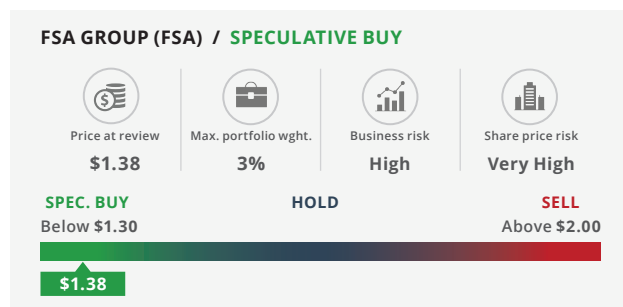 FSA GROUP (FSA) / SPECULATIVE BUY
$
Price at review
Max. portfolio wght.
Business risk
Share price risk
$1.38
3%
High
Very High
SPEC. BUY
HOLD
SELL
Below $1.30
Above $2.00
$1.38